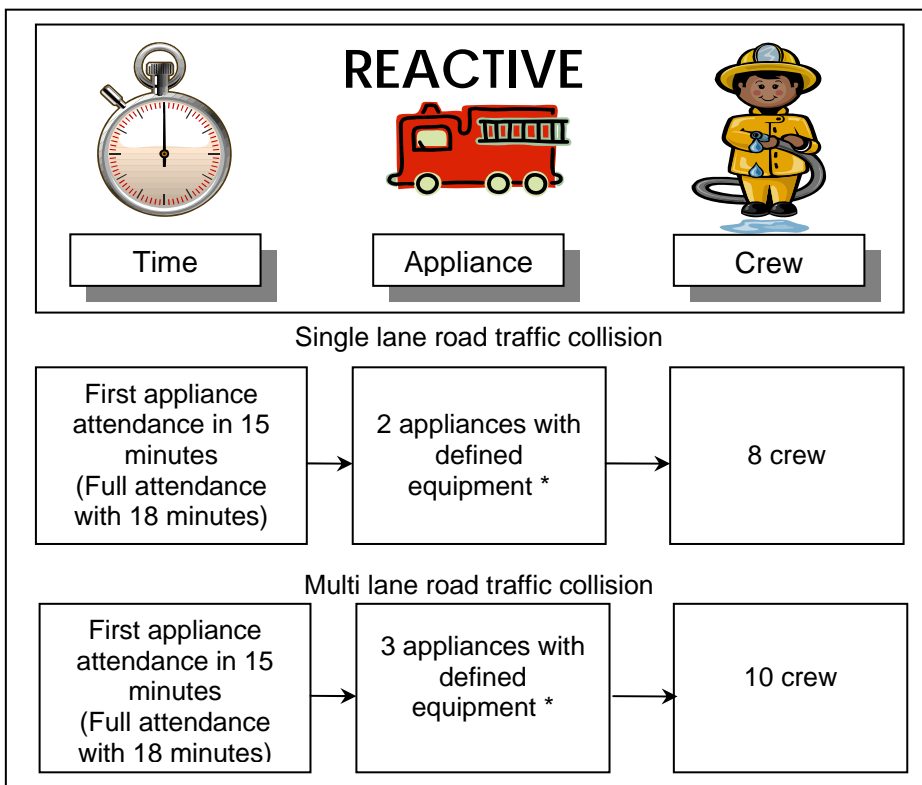 REACTIVE
Time
Appliance
Crew
Single lane road traffic collision
First appliance
attendance in 15
minutes
(Full attendance
with 18 minutes)
2 appliances with
defined
equipment *
8 crew
Multi lane road traffic collision
First appliance
attendance in 15
minutes
(Full attendance
with 18 minutes)
3 appliances with
defined
equipment *
10 crew